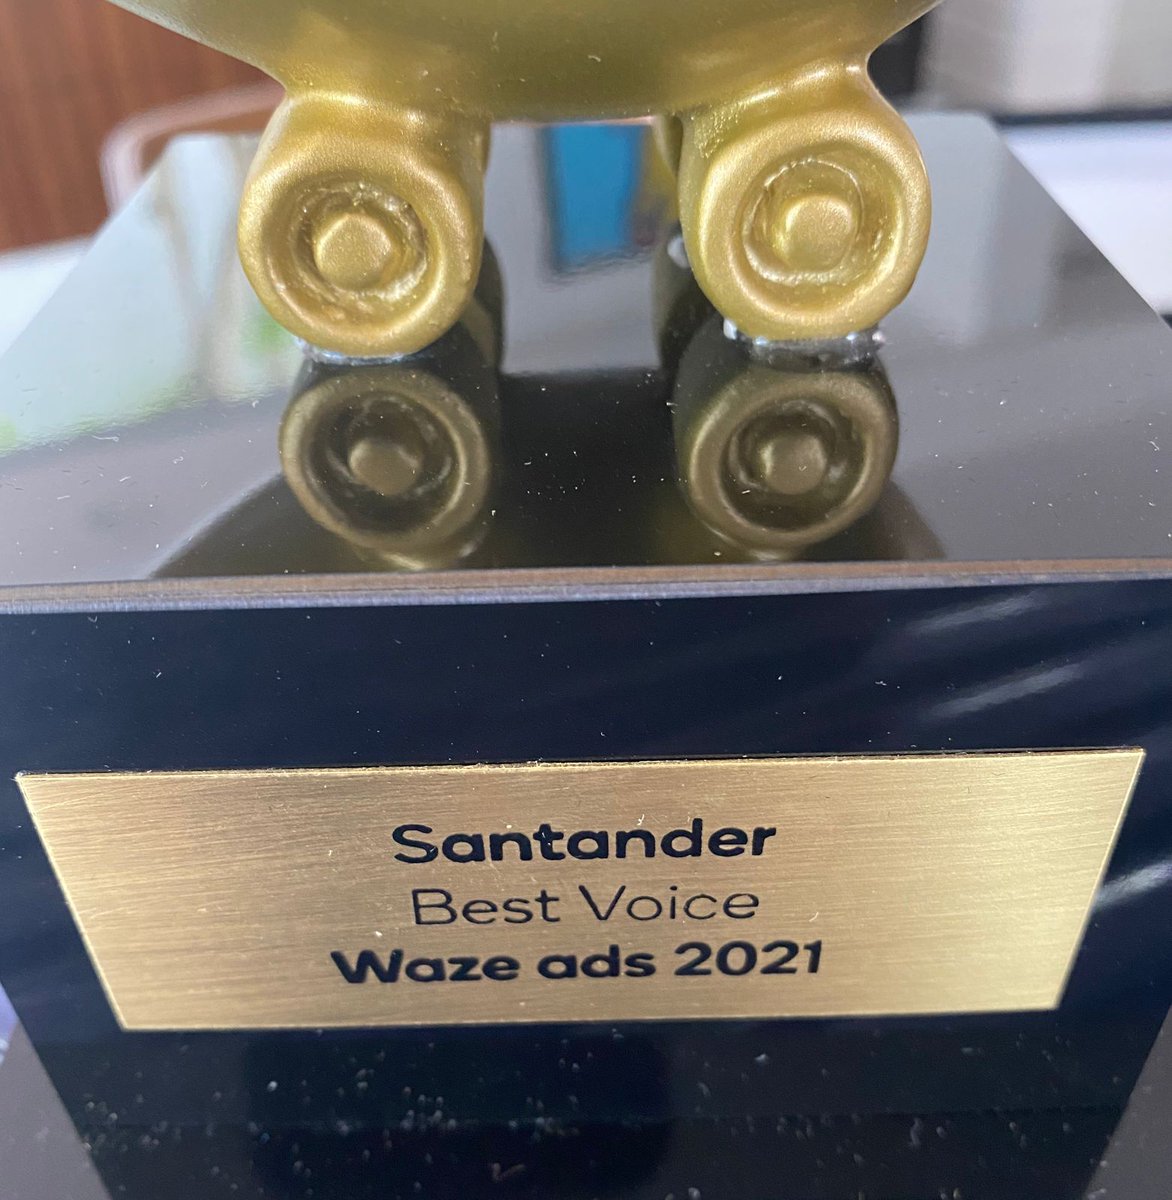 Santander
Best Voice
Waze ads 2021